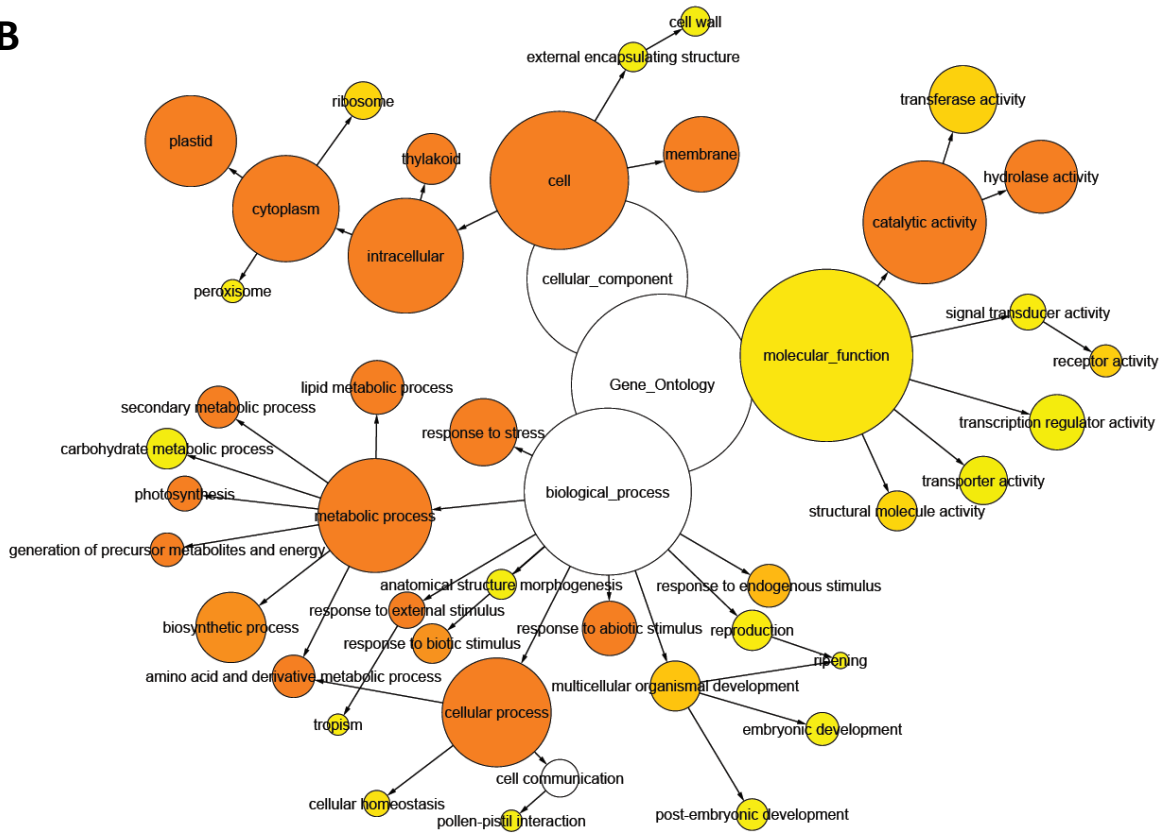 B
cell wall
external encapsulating structure
ribosome
transferase activity
plastid
thylakoid
membrane
cell
hydrolase activity
cytoplasm
catalytic activity
intracellular
cellular_component
peroxisome
signal transducer activity
molecular_function
receptor activity
Gene_Ontology
lipid metabolic process
secondary metabolic process
transcription regulator activity
response to stress
carbohydrate metabolic process
transporter activity
photosynthesis
biological_process
structural molecule activity
metabolic process
generation of precursor metabolites and energy
anatomical structure morphogenesis
response to endogenous stimulus
response to external stimulus
biosynthetic process
response to abiotic stimulus
reproduction
response to biotic stimulus
ripening
amino acid and derivative metabolic process
multicellular organismal development
cellular process
tropism
embryonic development
cell communication
cellular homeostasis
post-embryonic development
pollen-pistil interaction